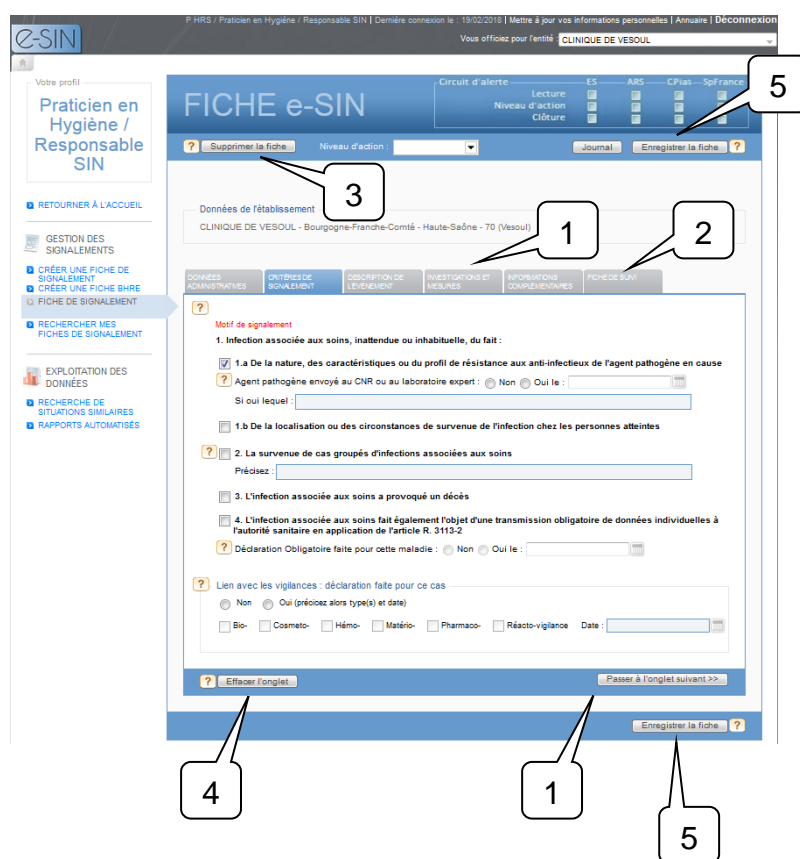 P HRS / Praticien en Hygiène / Responsable SIN | Dernière connexion le : 19/02/2018 | Mettre à jour vos informations personnelles | Annuaire | Déconnexion
e-SIN
Vous officiez pour l'entité : CLINIQUE DE VESOUL
Votre profil
Praticien en
Hygiène /
Responsable
SIN
FICHE e-SIN
Circuit d'alerte ES ARS CPias SpFrance
Lecture
Niveau d'action
Clôture
5
? Supprimer la fiche Niveau d'action : Journal Enregistrer la fiche ?
3
RETOURNER À L'ACCUEIL
GESTION DES
SIGNALEMENTS
CRÉER UNE FICHE DE
SIGNALEMENT
CRÉER UNE FICHE BHRE
FICHE DE SIGNALEMENT
RECHERCHER MES
FICHES DE SIGNALEMENT
EXPLOITATION DES
DONNÉES
RECHERCHE DE
SITUATIONS SIMILAIRES
RAPPORTS AUTOMATISÉS
Données de l'établissement
CLINIQUE DE VESOUL - Bourgogne-Franche-Comté - Haute-Saône - 70 (Vesoul)
1
2
DONNÉES
ADMINISTRATIVES
CRITÈRES DE
SIGNALEMENT
DESCRIPTION DE
L'ÉVÉNEMENT
INVESTIGATIONS ET
MESURES
INFORMATIONS
COMPLÉMENTAIRES
FICHE DE SUIVI
?
Motif de signalement
1. Infection associée aux soins, inattendue ou inhabituelle, du fait :
1.a De la nature, des caractéristiques ou du profil de résistance aux anti-infectieux de l'agent pathogène en cause
? Agent pathogène envoyé au CNR ou au laboratoire expert : Non Oui le :
Si oui lequel :
1.b De la localisation ou des circonstances de survenue de l'infection chez les personnes atteintes
? 2. La survenue de cas groupés d'infections associées aux soins
Précisez :
3. L'infection associée aux soins a provoqué un décès
4. L'infection associée aux soins fait également l'objet d'une transmission obligatoire de données individuelles à
l'autorité sanitaire en application de l'article R. 3113-2
? Déclaration Obligatoire faite pour cette maladie : Non Oui le :
? Lien avec les vigilances : déclaration faite pour ce cas
Non Oui (précisez alors type(s) et date)
Bio- Cosmeto- Hémo- Matério- Pharmaco- Réacto-vigilance Date :
? Effacer l'onglet Passer à l'onglet suivant >>
Enregistrer la fiche ?
4
1
5